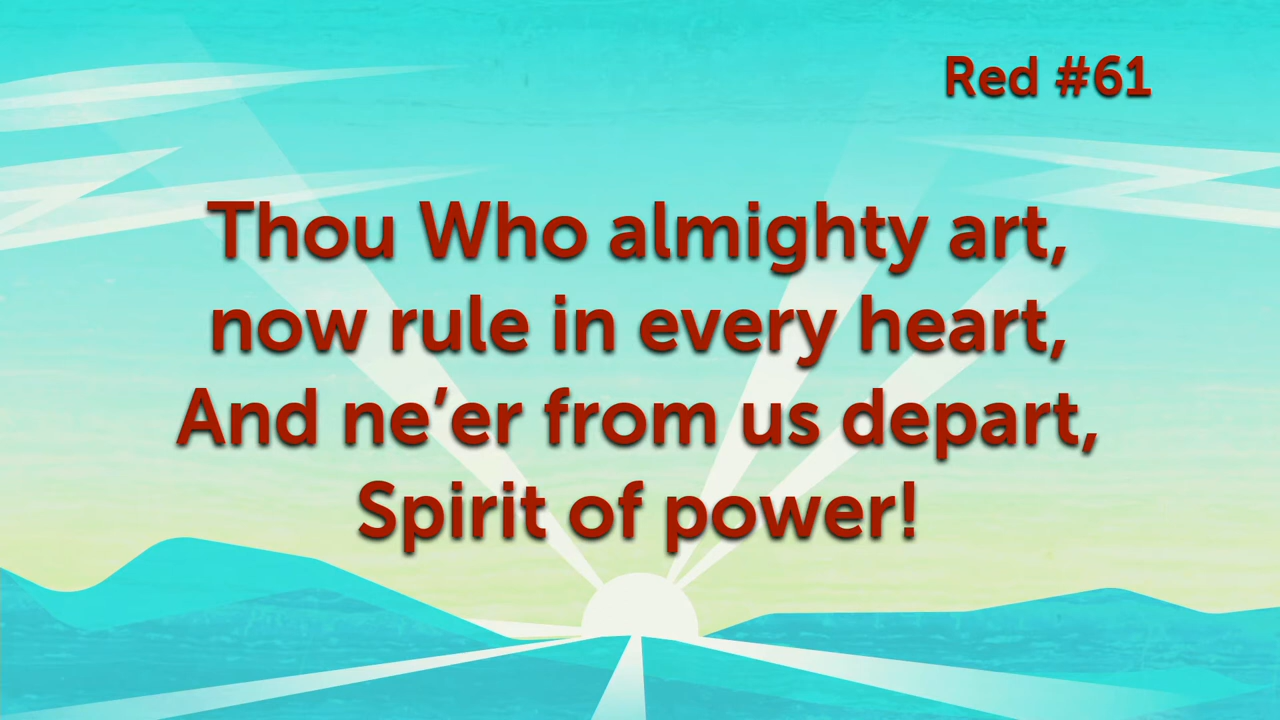 Red #61
Thou Who almighty art,
now rule in every heart,
And ne’er from us depart,
Spirit of power!